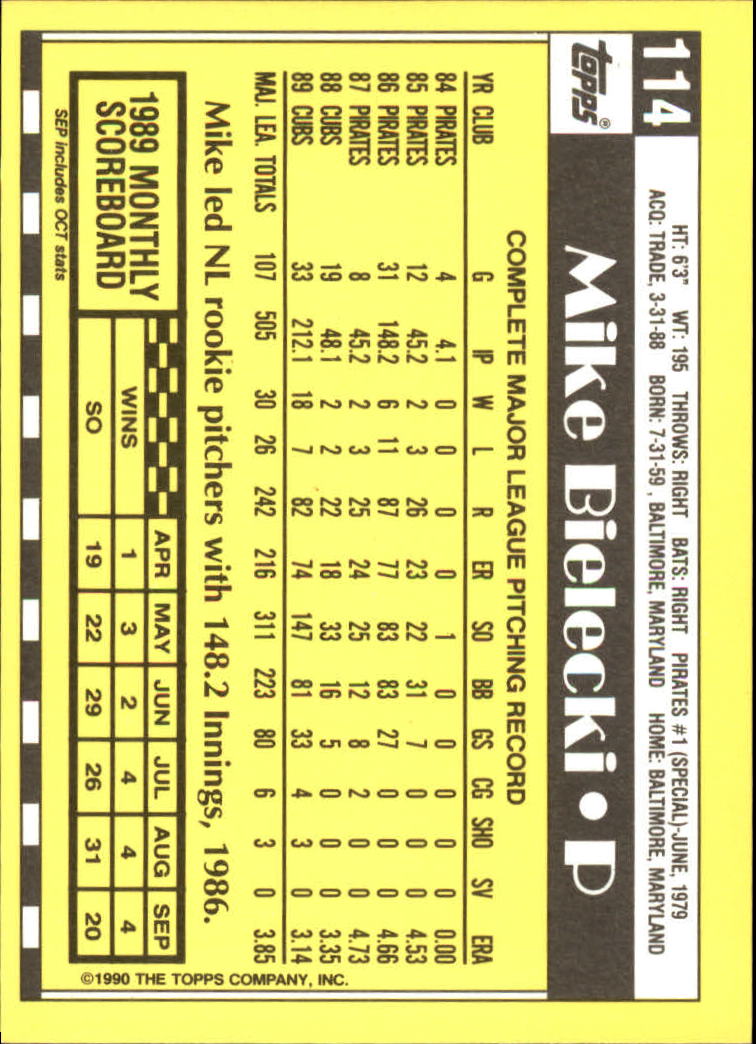 114
HT: 6'3" WT: 195 THROWS: RIGHT BATS: RIGHT PIRATES #1 (SPECIAL)-JUNE, 1979
ACQ: TRADE, 3-31-88 BORN: 7-31-59 , BALTIMORE, MARYLAND HOME: BALTIMORE, MARYLAND
TOPPS®
Mike Bielecki • P
COMPLETE MAJOR LEAGUE PITCHING RECORD
YR CLUB G IP W L R ER SO BB GS CG SHO SV ERA
84 PIRATES 4 4.1 0 0 0 0 1 0 0 0 0 0 0.00
85 PIRATES 12 45.2 2 3 26 23 22 31 7 0 0 0 4.53
86 PIRATES 31 148.2 6 11 87 77 83 83 27 0 0 0 4.66
87 PIRATES 8 45.2 2 3 25 24 25 12 8 2 0 0 4.73
88 CUBS 19 48.1 2 2 22 18 33 16 5 0 0 0 3.35
89 CUBS 33 212.1 18 7 82 74 147 81 33 4 3 0 3.14
MAJ. LEA. TOTALS 107 505 30 26 242 216 311 223 80 6 3 0 3.85
Mike led NL rookie pitchers with 148.2 Innings, 1986.
1989 MONTHLY
SCOREBOARD
SEP includes OCT stats
APR MAY JUN JUL AUG SEP
WINS 1 3 2 4 4 4
SO 19 22 29 26 31 20
©1990 THE TOPPS COMPANY, INC.